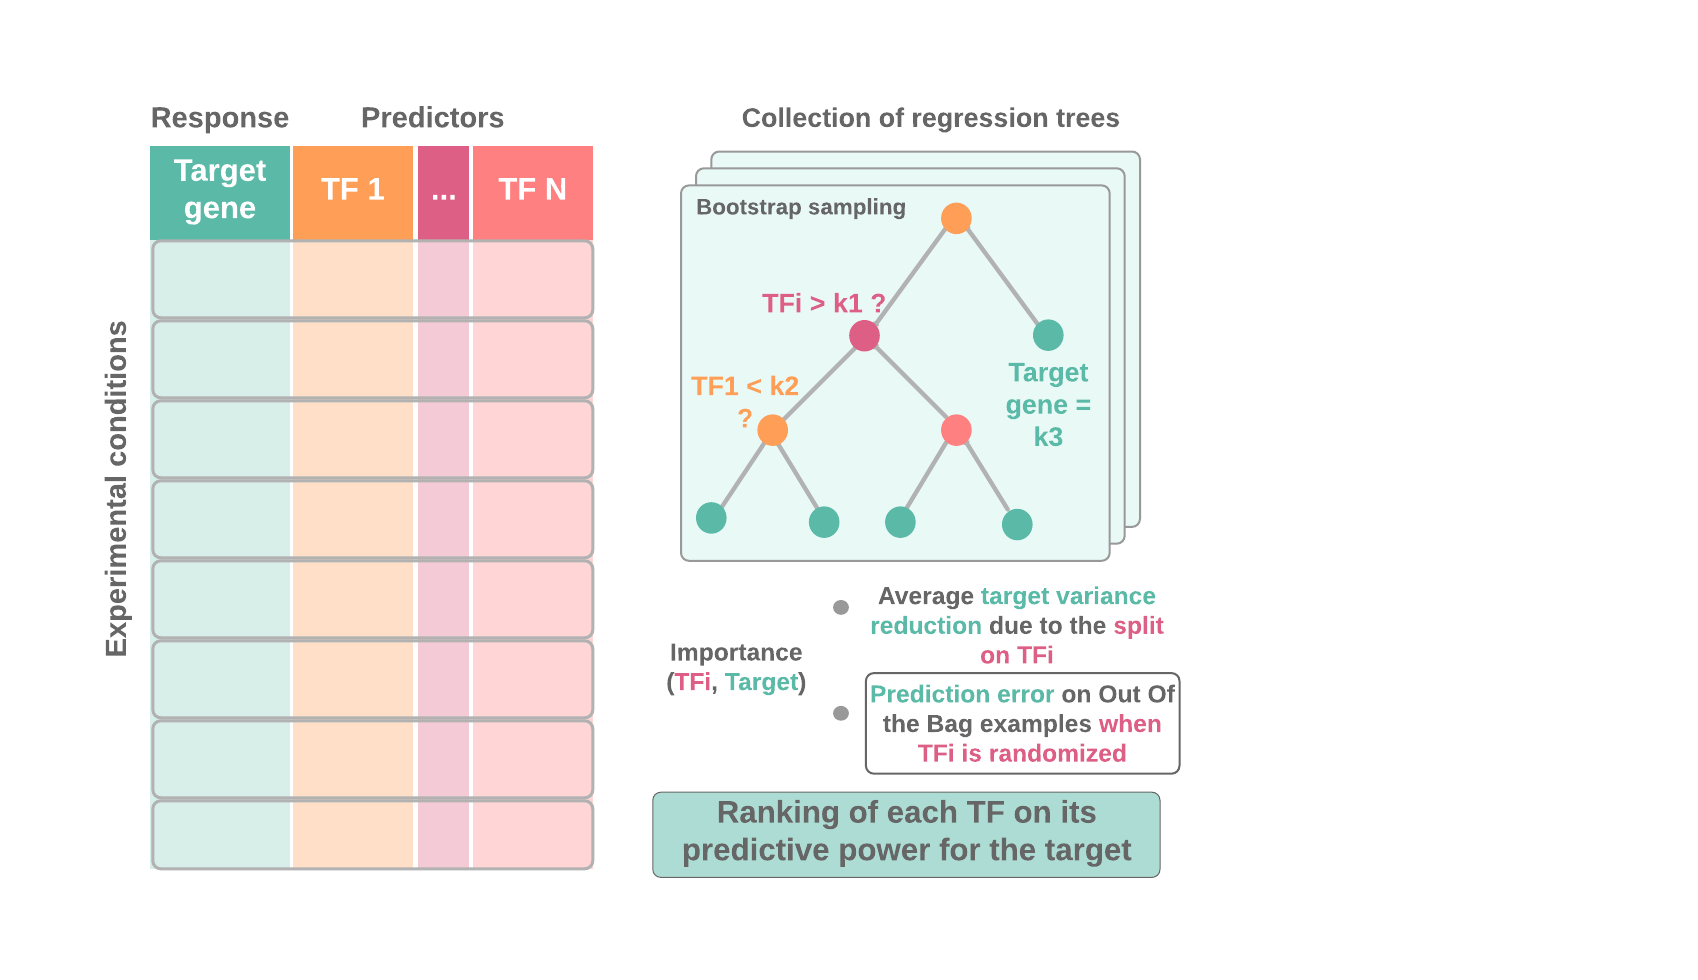 Response
Predictors
Target
gene
TF 1
...
TF N
Experimental conditions
Collection of regression trees
Bootstrap sampling
TFi > k1 ?
TF1 < k2
?
Target
gene =
k3
Importance
(TFi, Target)
Average target variance
reduction due to the split
on TFi
Prediction error on Out Of
the Bag examples when
TFi is randomized
Ranking of each TF on its
predictive power for the target